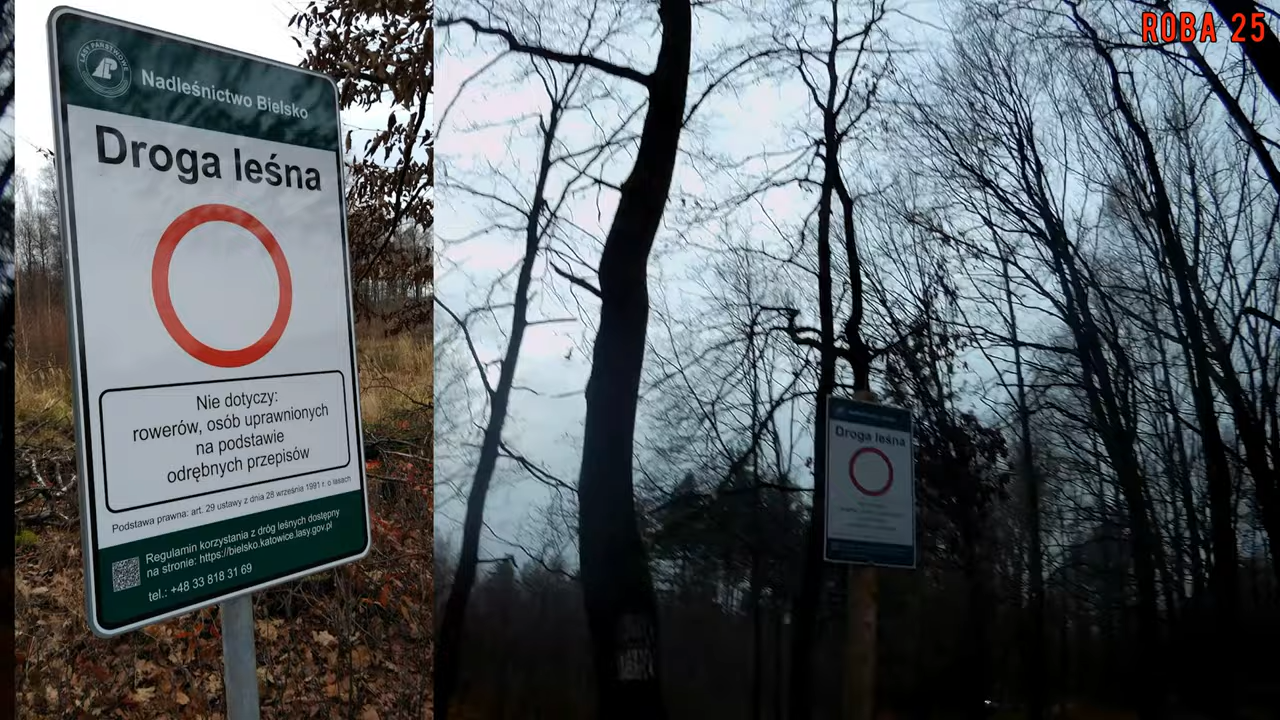 LASY PAŃSTWOWE
Nadleśnictwo Bielsko
Droga leśna
Nie dotyczy:
rowerów, osób uprawnionych
na podstawie
odrębnych przepisów
Podstawa prawna: art. 29 ustawy z dnia 28 września 1991 r. o lasach
Regulamin korzystania z dróg leśnych dostępny
na stronie: https://bielsko.katowice.lasy.gov.pl
tel.: +48 33 818 31 69
ROBA 25
Droga leśna